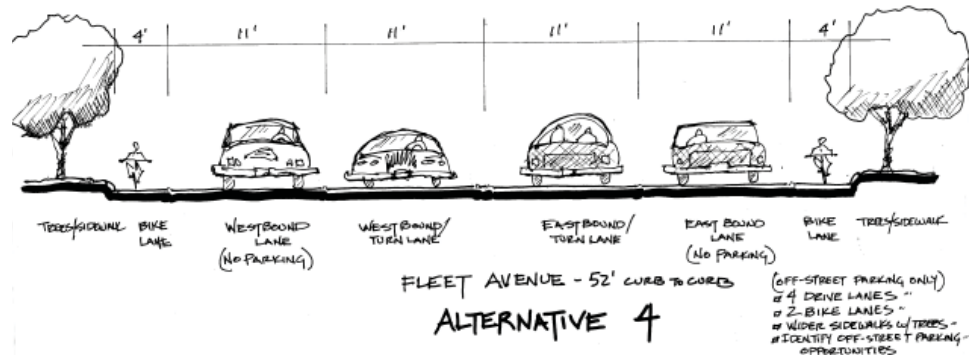 4' 11' 11' 11' 11' 4'
TREES/SIDEWALK
BIKE
LANE
WESTBOUND
LANE
(NO PARKING)
WESTBOUND/
TURN LANE
EASTBOUND/
TURN LANE
EAST BOUND
LANE
(NO PARKING)
BIKE
LANE
TREES/SIDEWALK
FLEET AVENUE - 52' CURB TO CURB
ALTERNATIVE 4
(OFF-STREET PARKING ONLY)
4 DRIVE LANES -
2 BIKE LANES -
WIDER SIDEWALKS W/ TREES -
IDENTIFY OFF-STREET PARKING -
OPPORTUNITIES